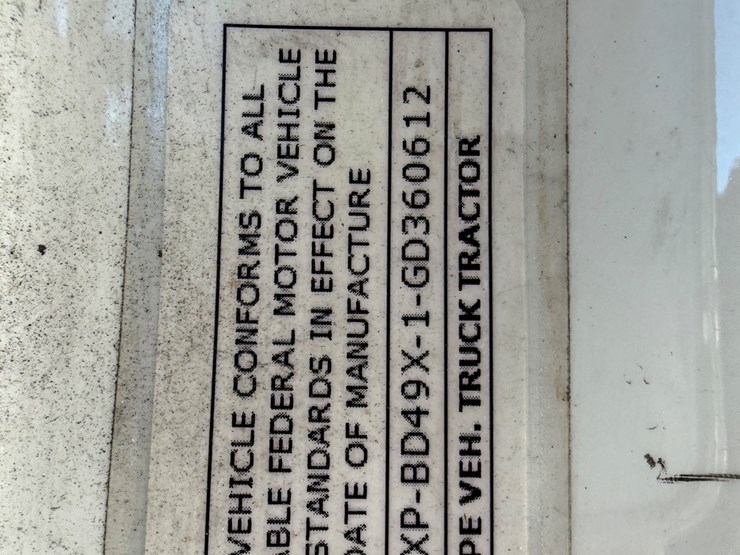 VEHICLE CONFORMS TO ALL
ABLE FEDERAL MOTOR VEHICLE
STANDARDS IN EFFECT ON THE
DATE OF MANUFACTURE
XP-BD49X-1-GD360612
PE VEH. TRUCK TRACTOR